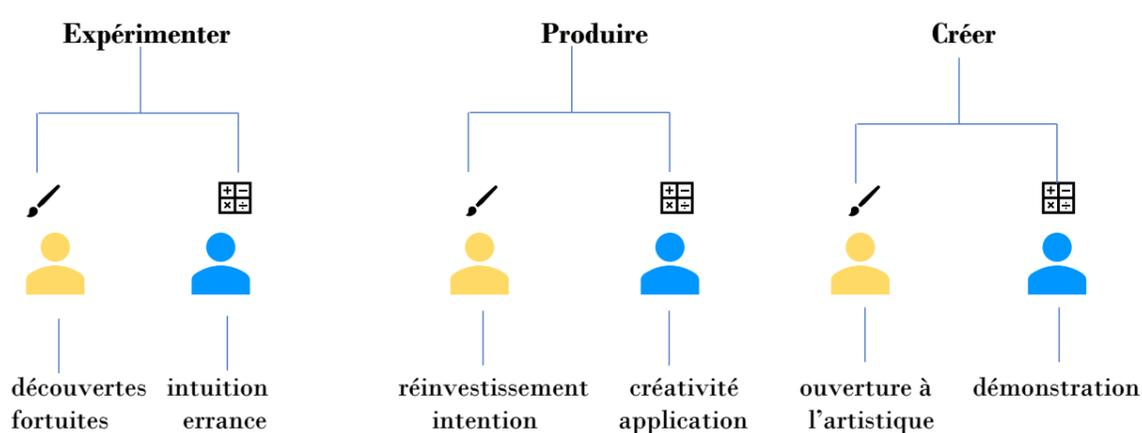 Expérimenter
Produire
Créer
découvertes
fortuites
intuition
errance
réinvestissement
intention
créativité
application
ouverture à
l'artistique
démonstration